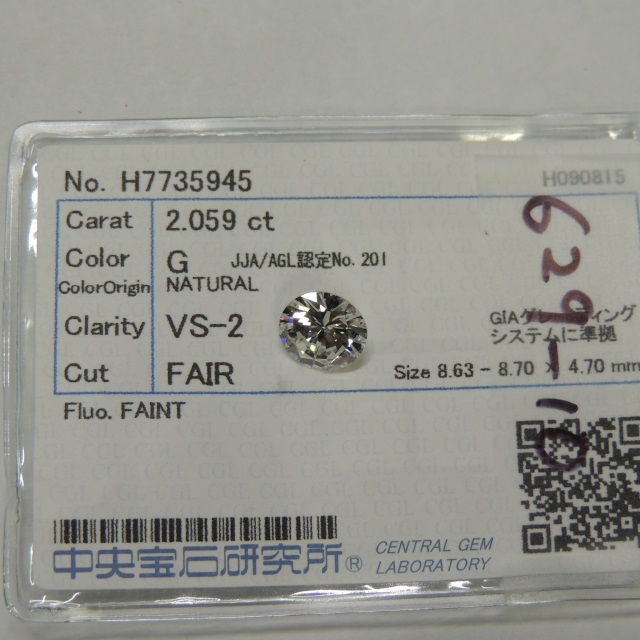 No. H7735945
H090815
Carat 2.059 ct
Color G JJA/AGL認定No.201
ColorOrigin NATURAL
Clarity VS-2
GIAグレーディング
システムに準拠
Cut FAIR
Size 8.63 - 8.70 × 4.70 mm
Fluo. FAINT
629-10
中央宝石研究所®
CENTRAL GEM
LABORATORY